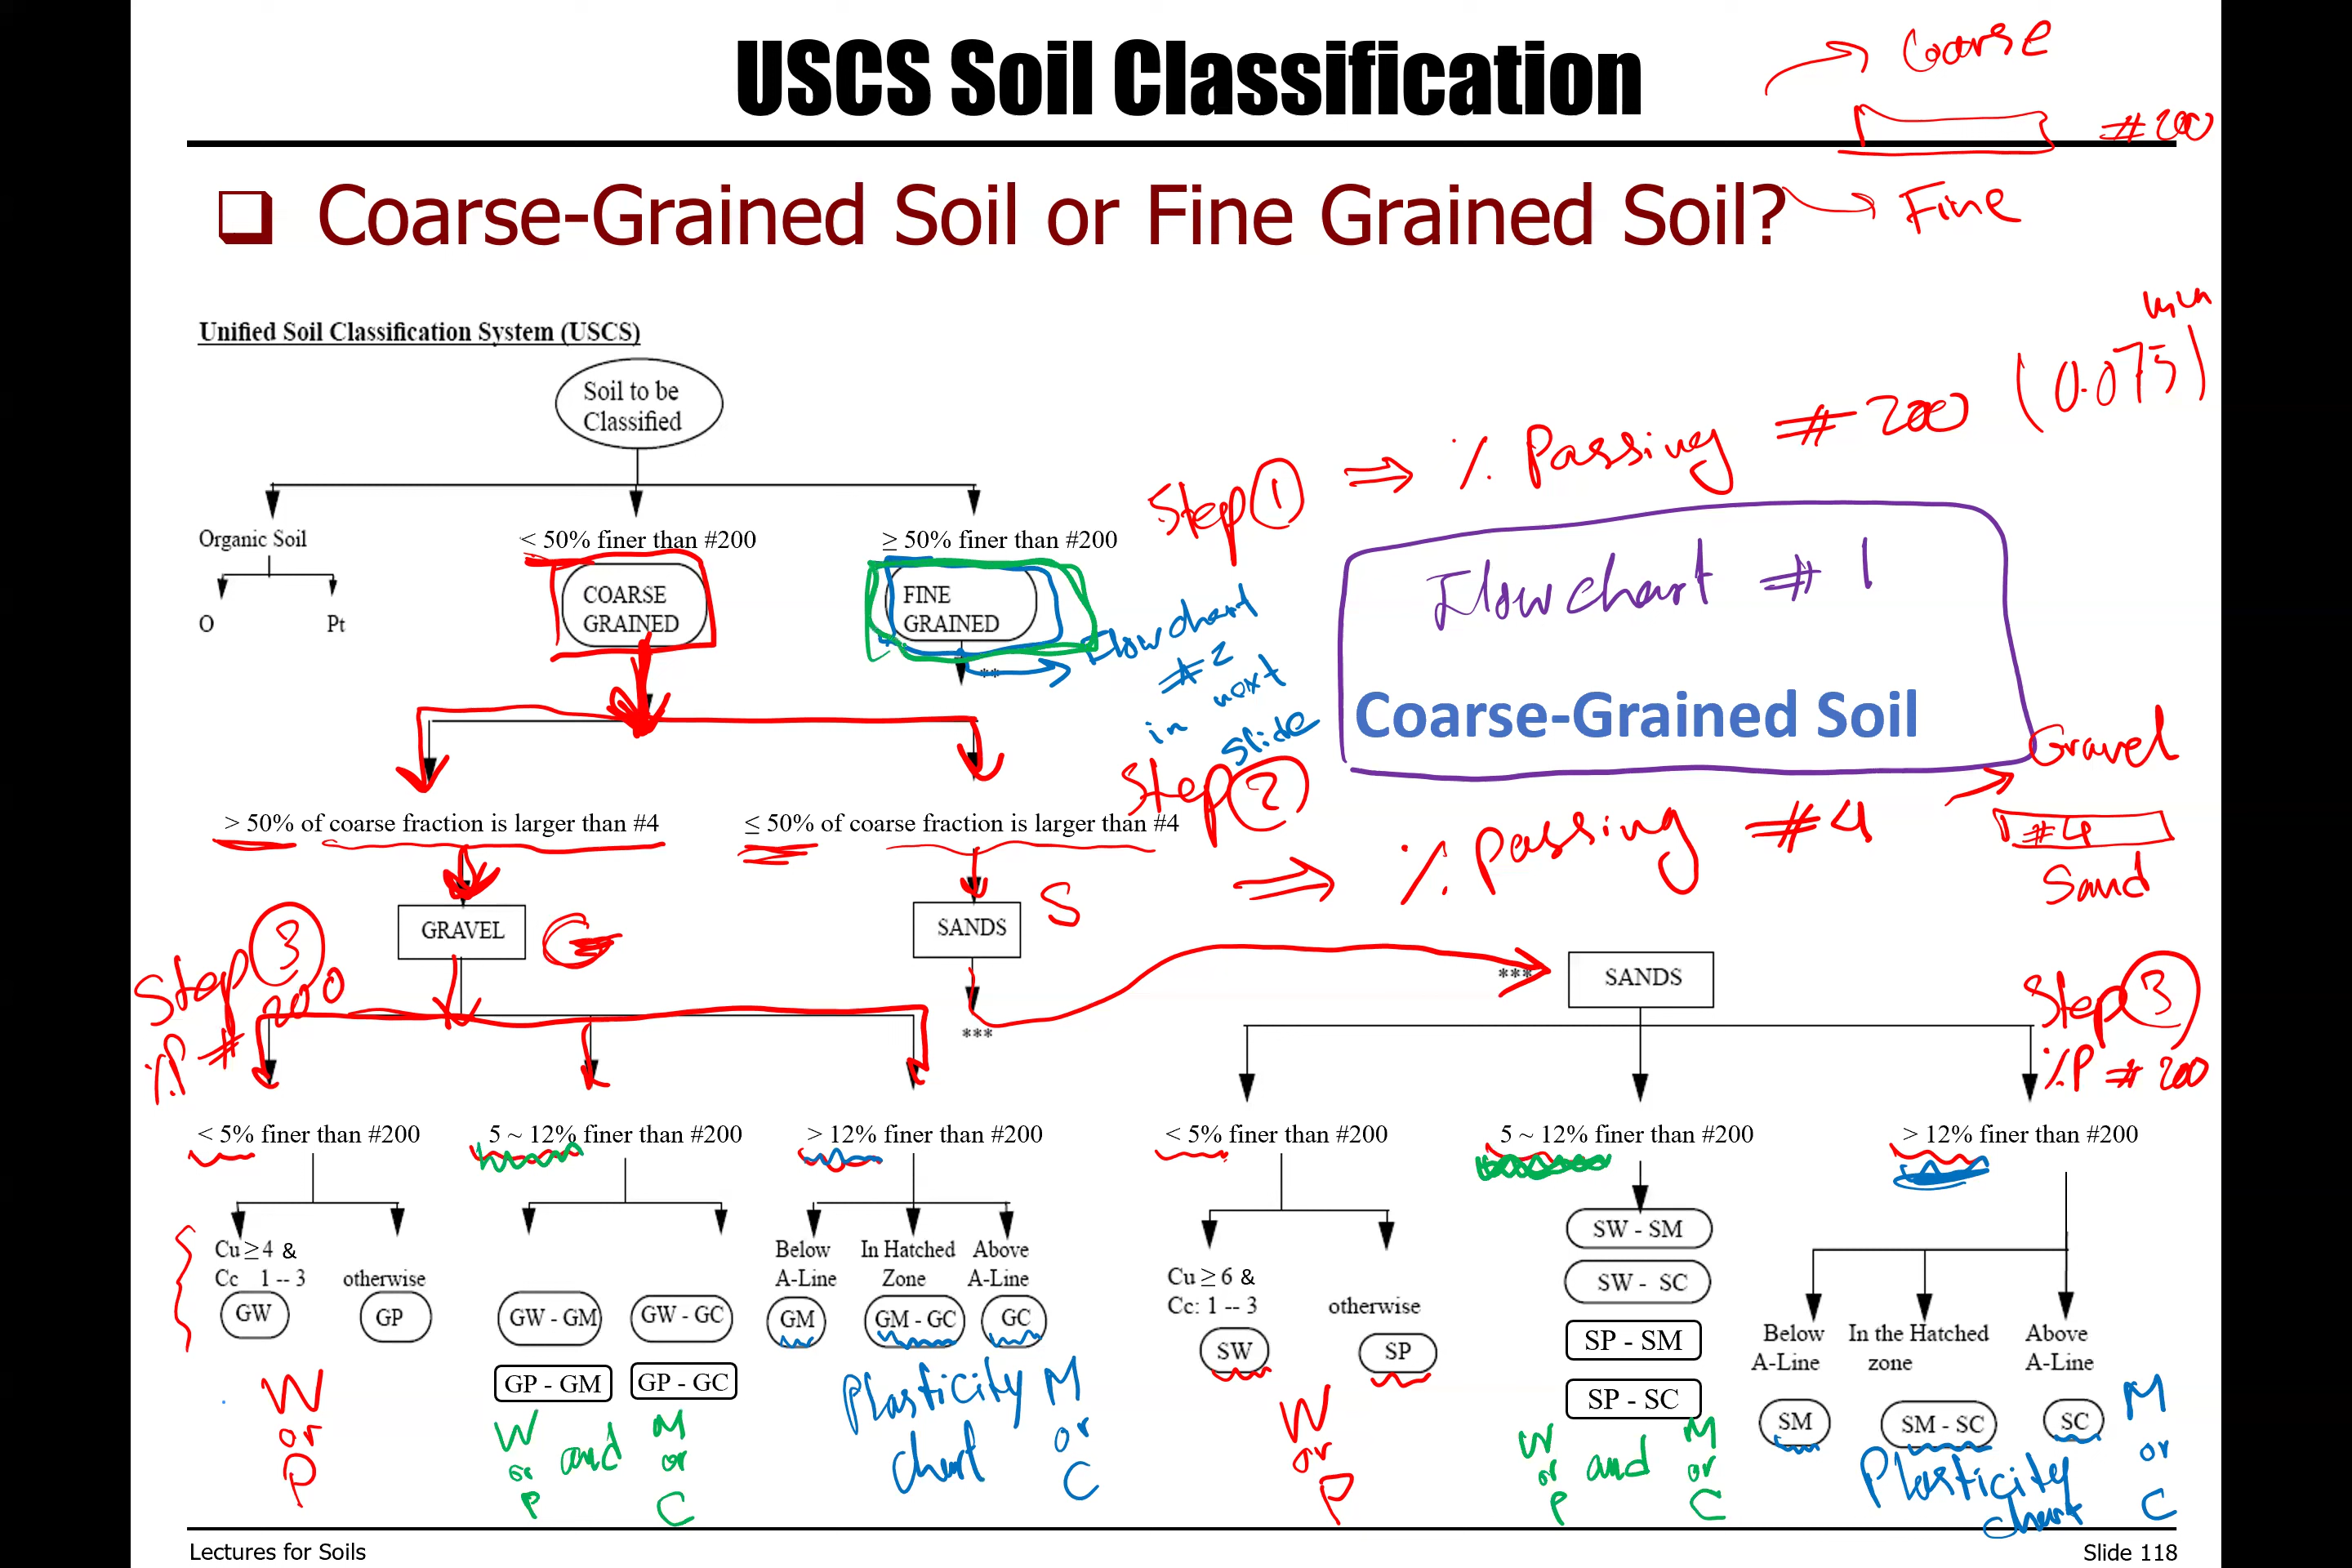 USCS Soil Classification
Coarse
#200
Coarse-Grained Soil or Fine Grained Soil?
Fine
Unified Soil Classification System (USCS)
Soil to be
Classified
Step 1 ⇒ % Passing #200 (0.075) mm
Organic Soil
< 50% finer than #200
≥ 50% finer than #200
O
Pt
COARSE
GRAINED
FINE
GRAINED
**
Flow chart
#2
in next
slide
Flow chart #1
Coarse-Grained Soil
Step 2 ⇒ % Passing #4
Gravel
#4
Sand
> 50% of coarse fraction is larger than #4
≤ 50% of coarse fraction is larger than #4
GRAVEL
G
SANDS
S
***
*** SANDS
Step 3
%P #200
Step 3
%P #200
< 5% finer than #200
5 ~ 12% finer than #200
> 12% finer than #200
< 5% finer than #200
5 ~ 12% finer than #200
> 12% finer than #200
Cu ≥ 4 &
Cc 1 -- 3
GW
otherwise
GP
W
or
P
GW - GM
GW - GC
GP - GM
GP - GC
W
or
P
and
M
or
C
Below
A-Line
GM
In Hatched
Zone
GM - GC
Above
A-Line
GC
Plasticity
chart
M
or
C
Cu ≥ 6 &
Cc: 1 -- 3
SW
otherwise
SP
W
or
P
SW - SM
SW - SC
SP - SM
SP - SC
W
or
P
and
M
or
C
Below
A-Line
SM
In the Hatched
zone
SM - SC
Above
A-Line
SC
Plasticity
chart
M
or
C
Lectures for Soils
Slide 118